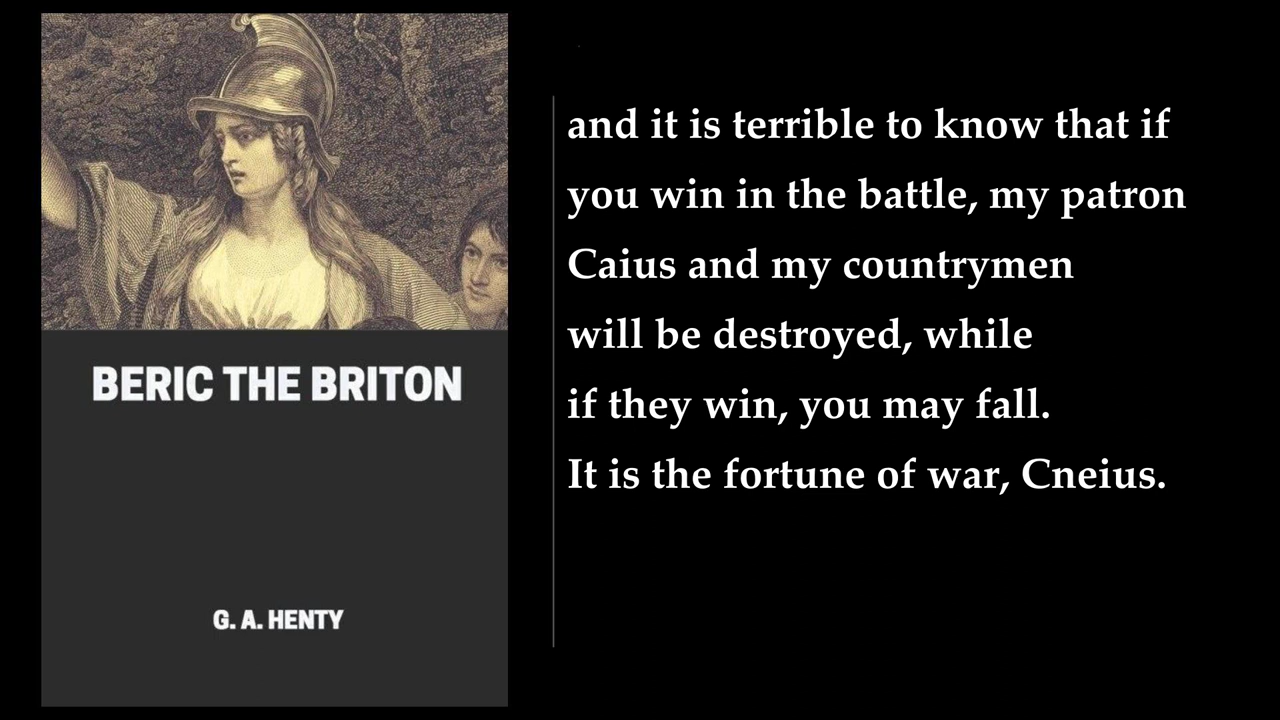 BERIC THE BRITON
G. A. HENTY
and it is terrible to know that if
you win in the battle, my patron
Caius and my countrymen
will be destroyed, while
if they win, you may fall.
It is the fortune of war, Cneius.